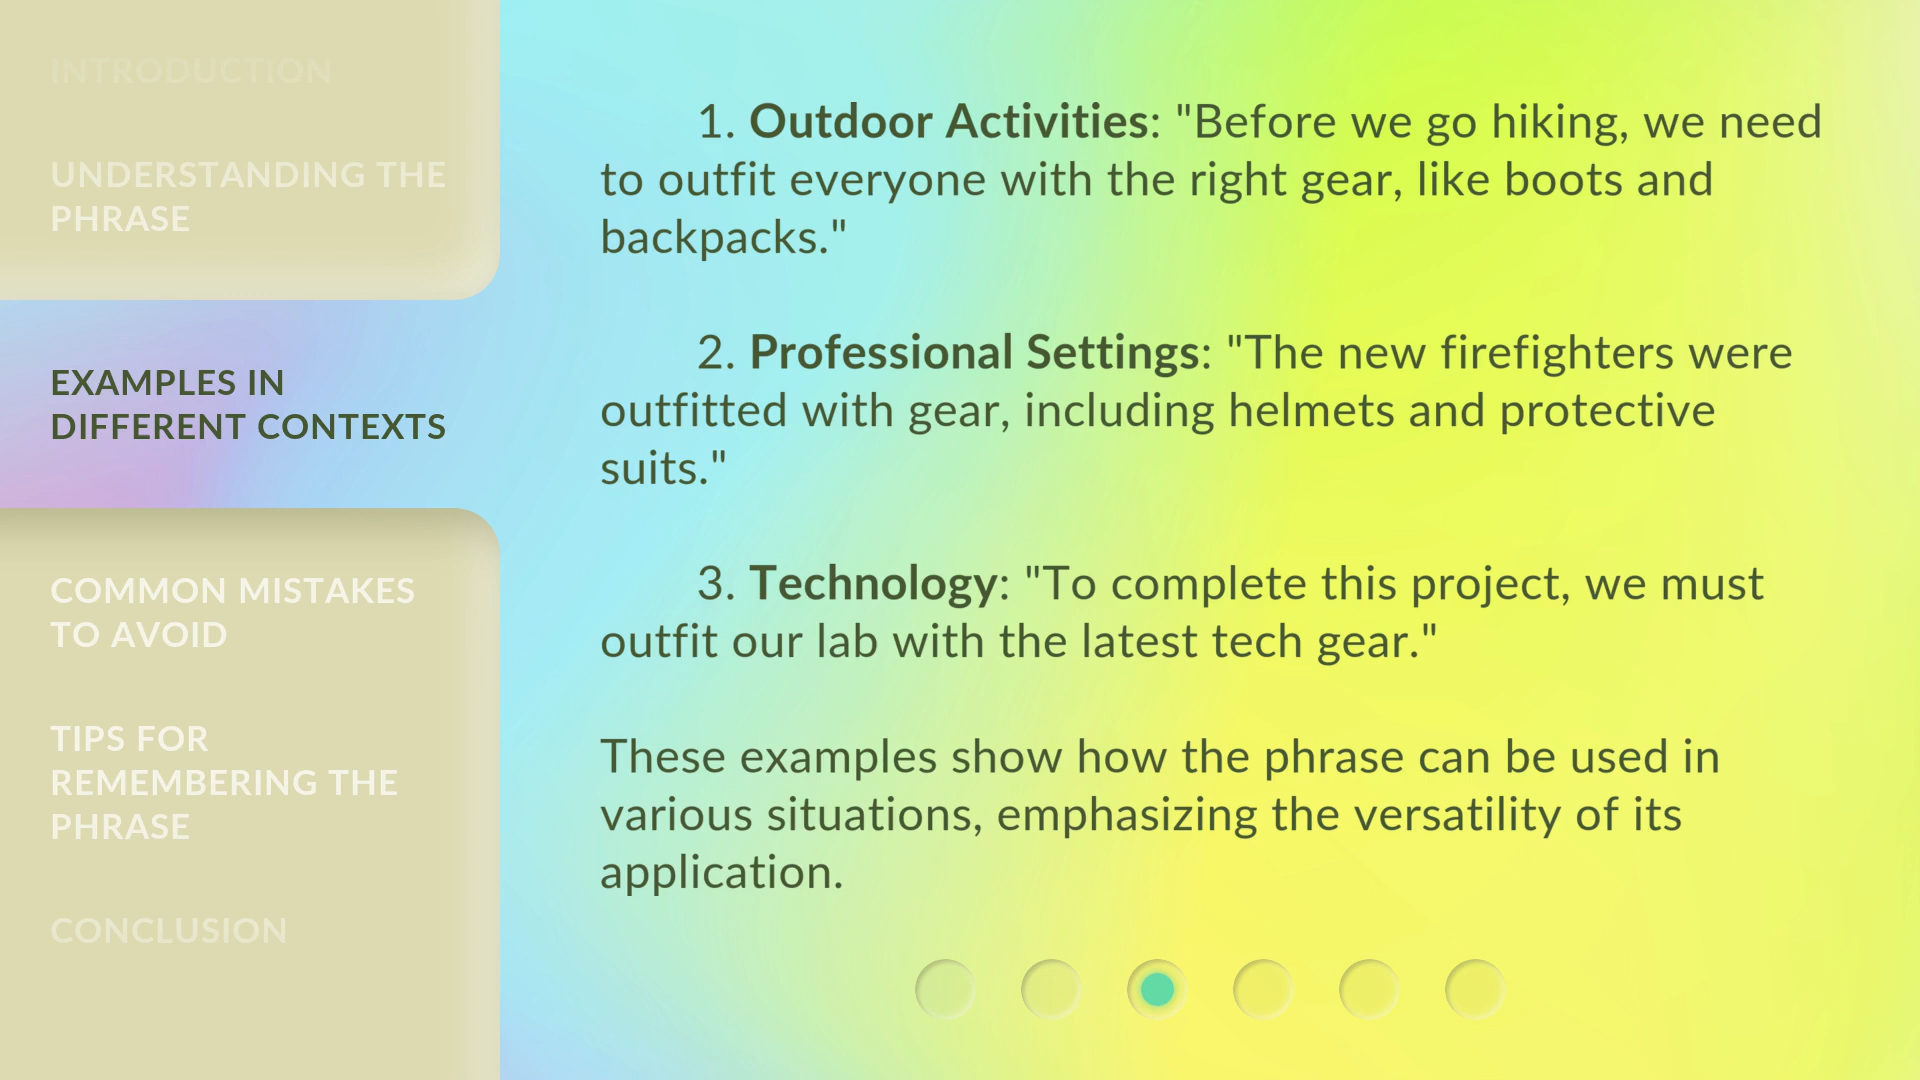 INTRODUCTION
UNDERSTANDING THE
PHRASE
EXAMPLES IN
DIFFERENT CONTEXTS
COMMON MISTAKES
TO AVOID
TIPS FOR
REMEMBERING THE
PHRASE
CONCLUSION
1. Outdoor Activities: "Before we go hiking, we need
to outfit everyone with the right gear, like boots and
backpacks."
2. Professional Settings: "The new firefighters were
outfitted with gear, including helmets and protective
suits."
3. Technology: "To complete this project, we must
outfit our lab with the latest tech gear."
These examples show how the phrase can be used in
various situations, emphasizing the versatility of its
application.